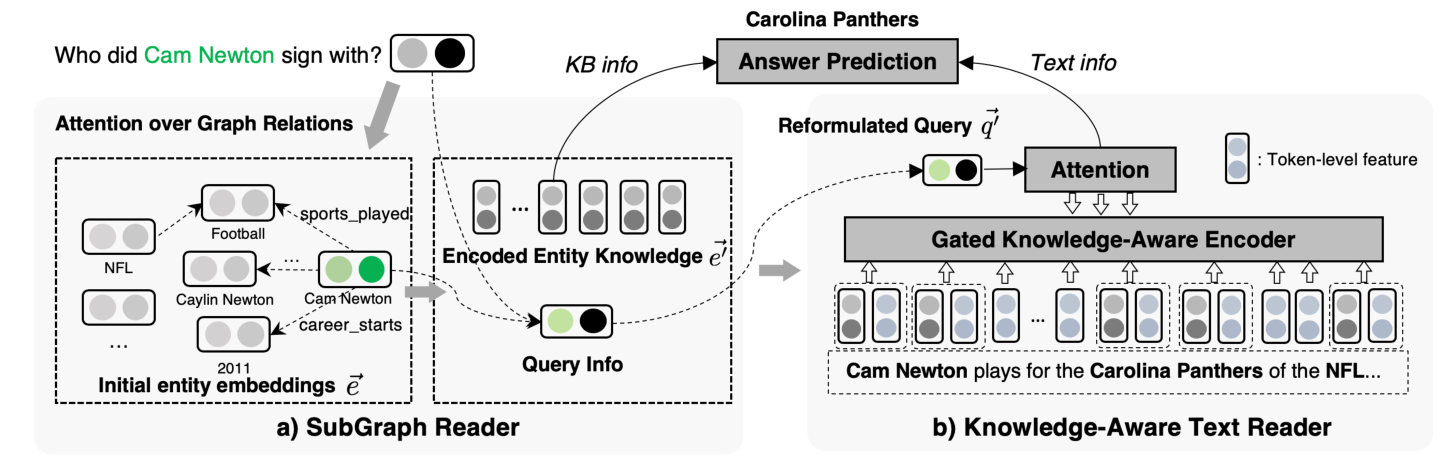 Carolina Panthers
Who did Cam Newton sign with?
KB info
Answer Prediction
Text info
Attention over Graph Relations
Reformulated Query q⃗′
: Token-level feature
Attention
sports_played
Football
NFL
...
Caylin Newton
Cam Newton
career_starts
...
2011
Initial entity embeddings e⃗
...
Encoded Entity Knowledge e⃗′
Query Info
a) SubGraph Reader
Gated Knowledge-Aware Encoder
...
Cam Newton plays for the Carolina Panthers of the NFL...
b) Knowledge-Aware Text Reader